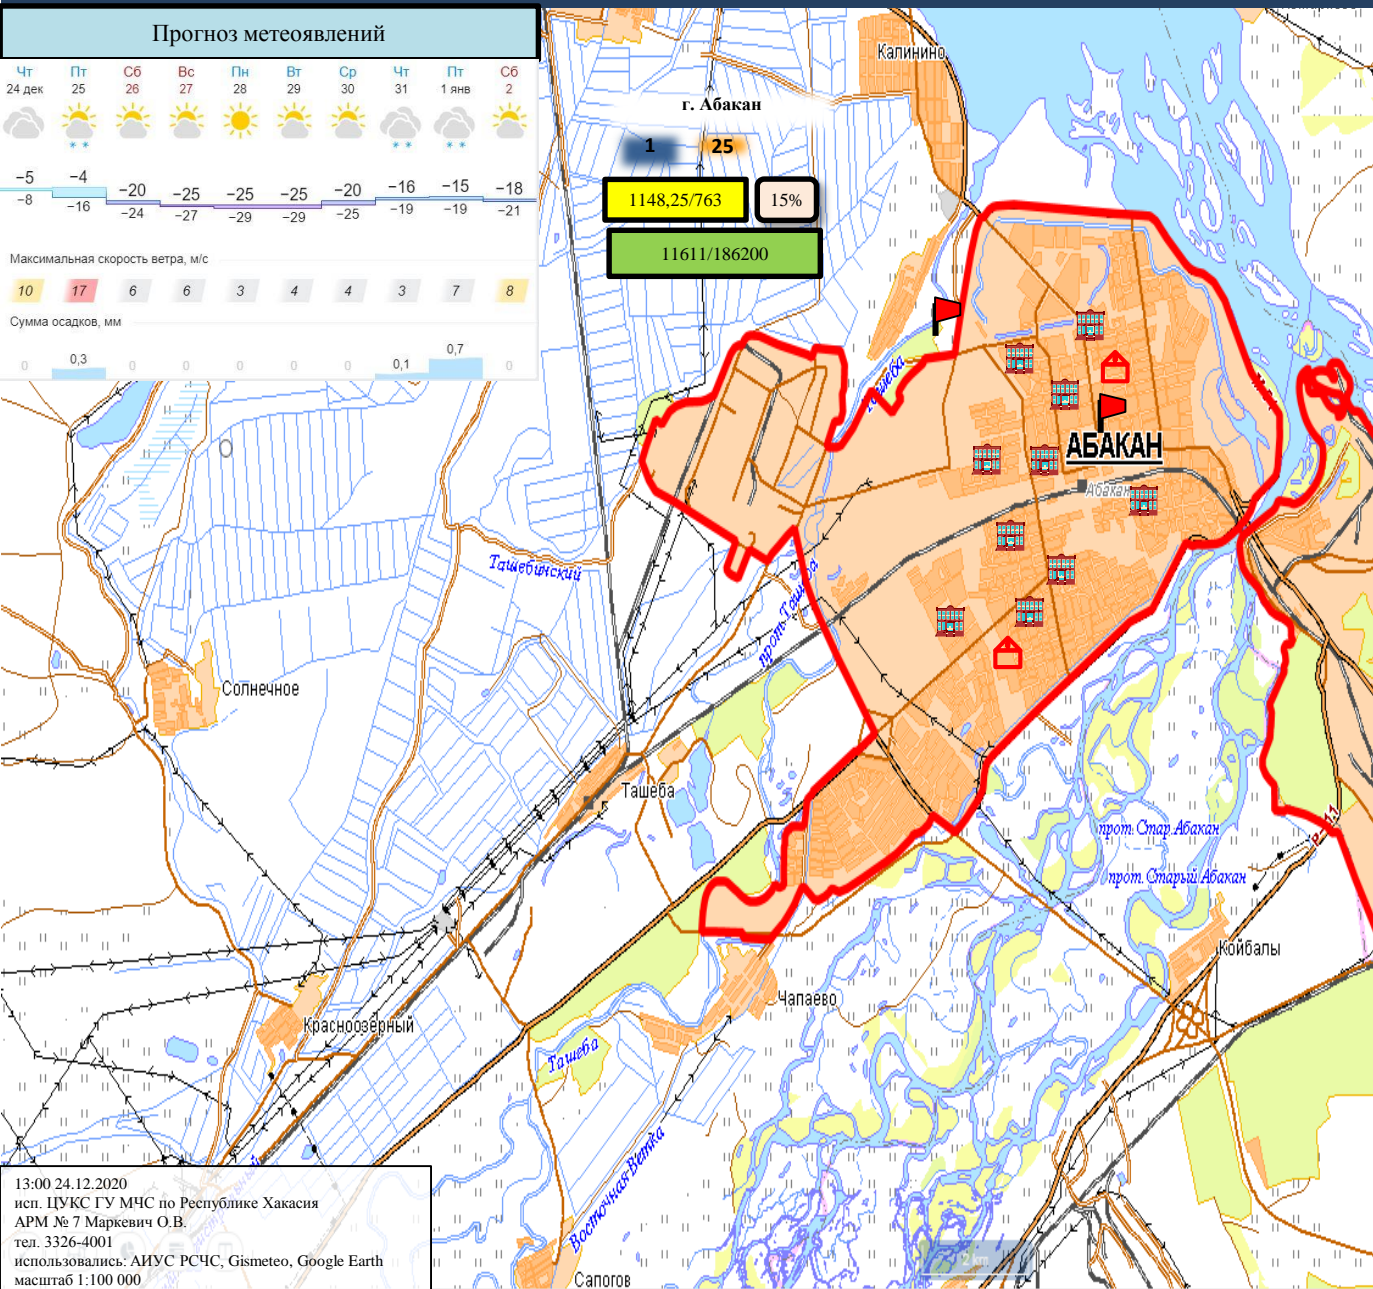 Прогноз метеоявлений
Чт Пт Сб Вс Пн Вт Ср Чт Пт Сб
24 дек 25 26 27 28 29 30 31 1 янв 2
−5 −4 −20 −25 −25 −25 −20 −16 −15 −18
−8 −16 −24 −27 −29 −29 −25 −19 −19 −21
Максимальная скорость ветра, м/с
10 17 6 6 3 4 4 3 7 8
Сумма осадков, мм
0 0,3 0 0 0 0 0 0,1 0,7 0
г. Абакан
1 25
1148,25/763 15%
11611/186200
Калинино
Ташеба
АБАКАН
Абакан
Ташебинский
прот. Ташеба
Солнечное
Ташеба
прот. Стар. Абакан
прот. Старый Абакан
Койбалы
Чапаево
Красноозёрный
Ташеба
Восточная Ветка
Сапогов
2 km
13:00 24.12.2020
исп. ЦУКС ГУ МЧС по Республике Хакасия
АРМ № 7 Маркевич О.В.
тел. 3326-4001
использовались: АИУС РСЧС, Gismeteo, Google Earth
масштаб 1:100 000